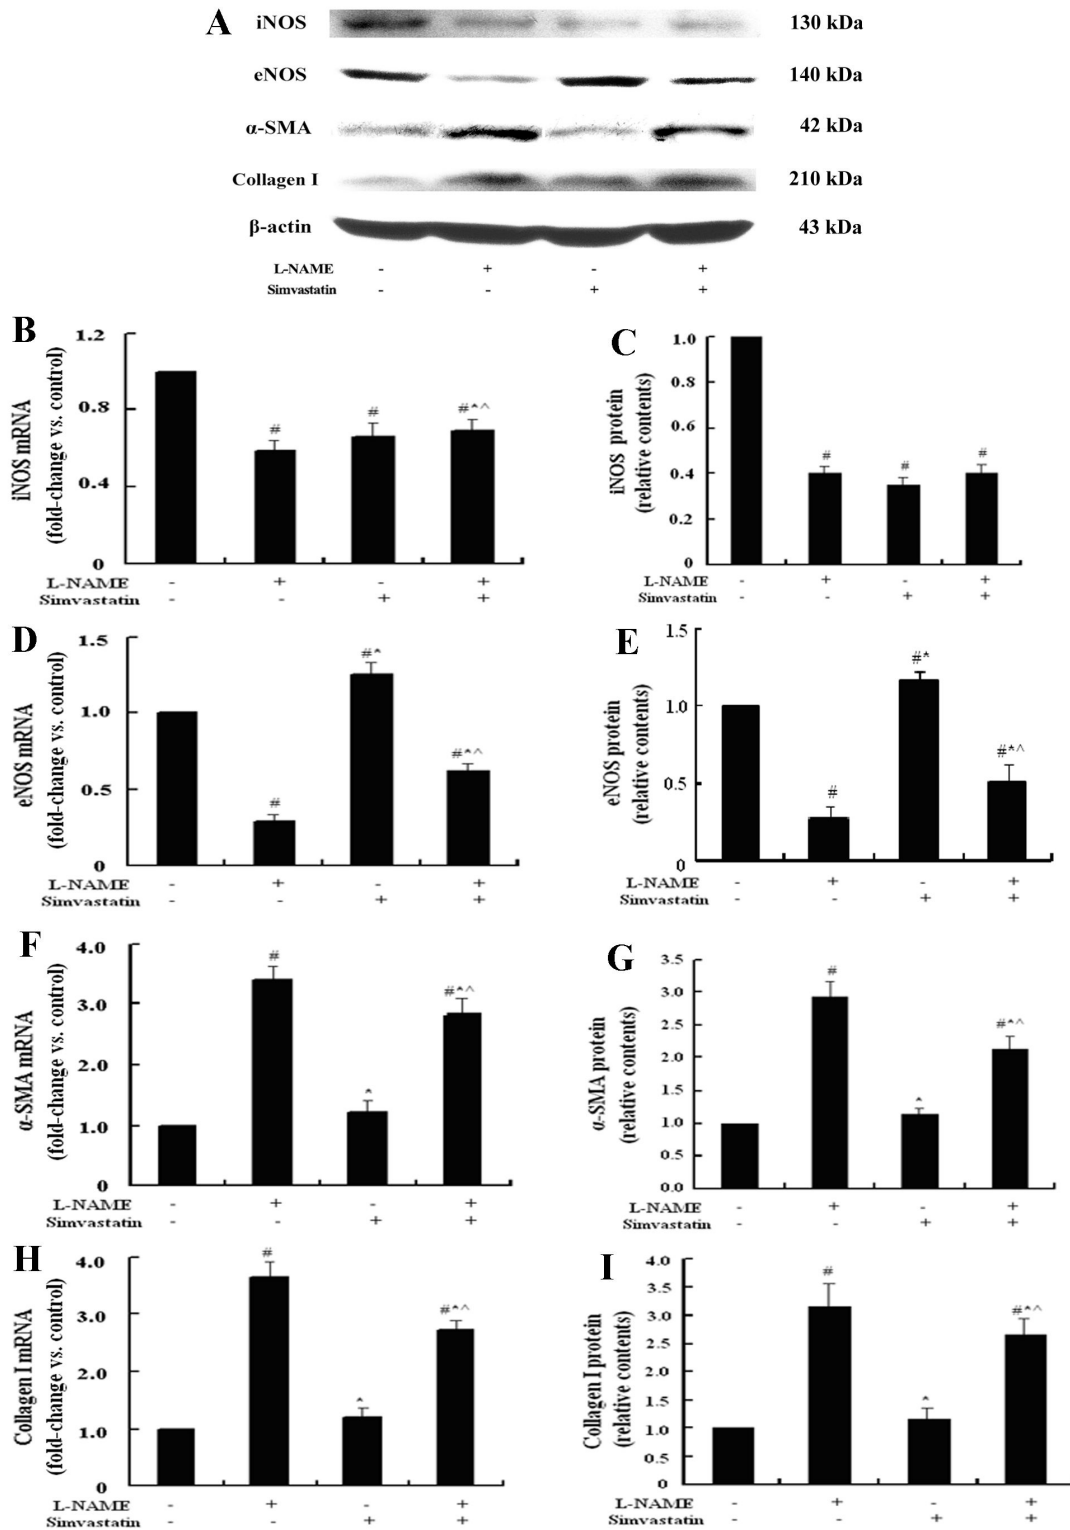 A
iNOS 130 kDa
eNOS 140 kDa
α-SMA 42 kDa
Collagen I 210 kDa
β-actin 43 kDa
L-NAME - + - +
Simvastatin - - + +
B
iNOS mRNA
(fold-change vs. control)
1.2
0.8
0.4
0
# # #*^
L-NAME - + - +
Simvastatin - - + +
C
iNOS protein
(relative contents)
1.0
0.8
0.6
0.4
0.2
0
# # #
L-NAME - + - +
Simvastatin - - + +
D
eNOS mRNA
(fold-change vs. control)
1.5
1.0
0.5
0
# #* #*^
L-NAME - + - +
Simvastatin - - + +
E
eNOS protein
(relative contents)
1.5
1.0
0.5
0
# #* #*^
L-NAME - + - +
Simvastatin - - + +
F
α-SMA mRNA
(fold-change vs. control)
4.0
3.0
2.0
1.0
0
# * #*^
L-NAME - + - +
Simvastatin - - + +
G
α-SMA protein
(relative contents)
3.5
3.0
2.5
2.0
1.5
1.0
0.5
0.0
# * #*^
L-NAME - + - +
Simvastatin - - + +
H
Collagen I mRNA
(fold-change vs. control)
4.0
3.0
2.0
1.0
0
# * #*^
L-NAME - + - +
Simvastatin - - + +
I
Collagen I protein
(relative contents)
4.0
3.5
3.0
2.5
2.0
1.5
1.0
0.5
0
# * #*^
L-NAME - + - +
Simvastatin - - + +